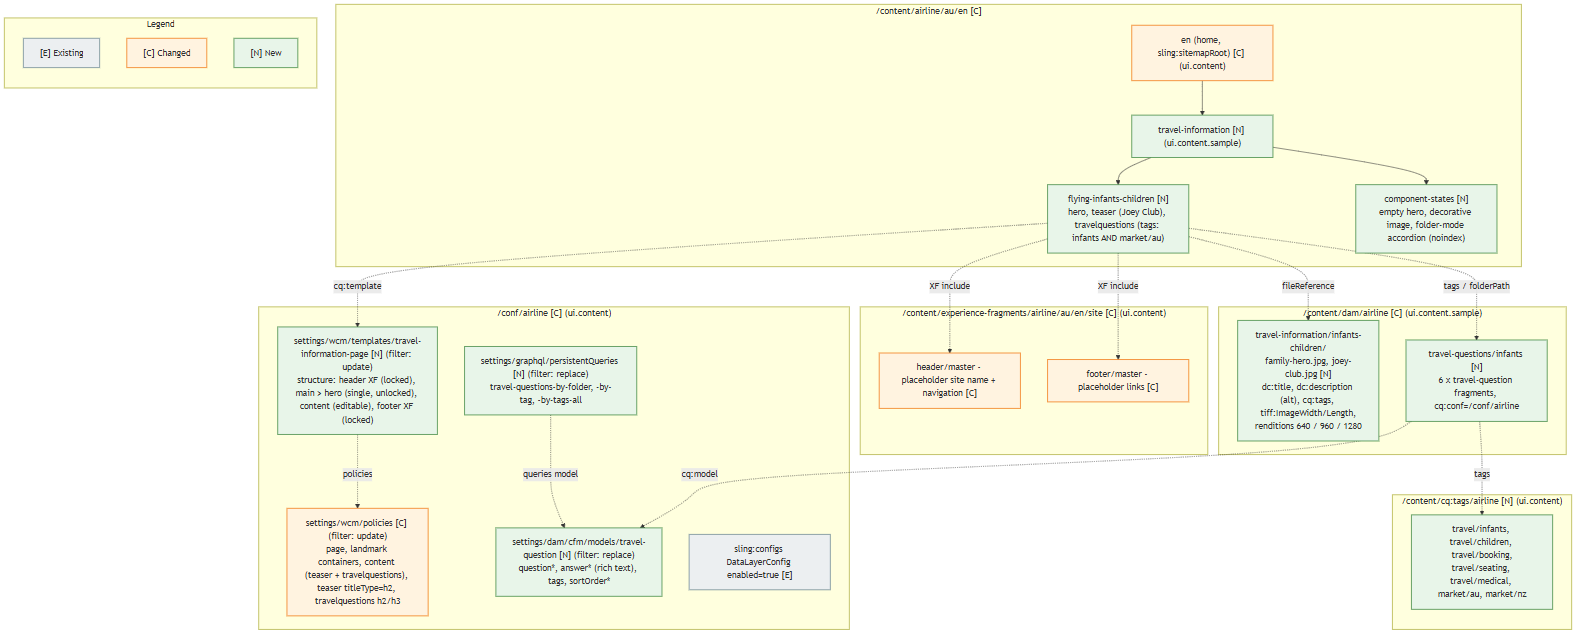 Legend
[E] Existing
[C] Changed
[N] New
/content/airline/au/en [C]
en (home,
sling:sitemapRoot) [C]
(ui.content)
travel-information [N]
(ui.content.sample)
flying-infants-children [N]
hero, teaser (Joey Club),
travelquestions (tags:
infants AND market/au)
component-states [N]
empty hero, decorative
image, folder-mode
accordion (noindex)
cq:template
XF include
XF include
fileReference
tags / folderPath
/conf/airline [C] (ui.content)
settings/wcm/templates/travel-
information-page [N] (filter:
update)
structure: header XF (locked),
main > hero (single, unlocked),
content (editable), footer XF
(locked)
settings/graphql/persistentQueries
[N] (filter: replace)
travel-questions-by-folder, -by-
tag, -by-tags-all
policies
queries model
cq:model
settings/wcm/policies [C]
(filter: update)
page, landmark
containers, content
(teaser + travelquestions),
teaser titleType=h2,
travelquestions h2/h3
settings/dam/cfm/models/travel-
question [N] (filter: replace)
question*, answer* (rich text),
tags, sortOrder*
sling:configs
DataLayerConfig
enabled=true [E]
/content/experience-fragments/airline/au/en/site [C] (ui.content)
header/master -
placeholder site name +
navigation [C]
footer/master -
placeholder links [C]
/content/dam/airline [C] (ui.content.sample)
travel-information/infants-
children/
family-hero.jpg, joey-
club.jpg [N]
dc:title, dc:description
(alt), cq:tags,
tiff:ImageWidth/Length,
renditions 640 / 960 / 1280
travel-questions/infants
[N]
6 x travel-question
fragments,
cq:conf=/conf/airline
tags
/content/cq:tags/airline [N] (ui.content)
travel/infants,
travel/children,
travel/booking,
travel/seating,
travel/medical,
market/au, market/nz